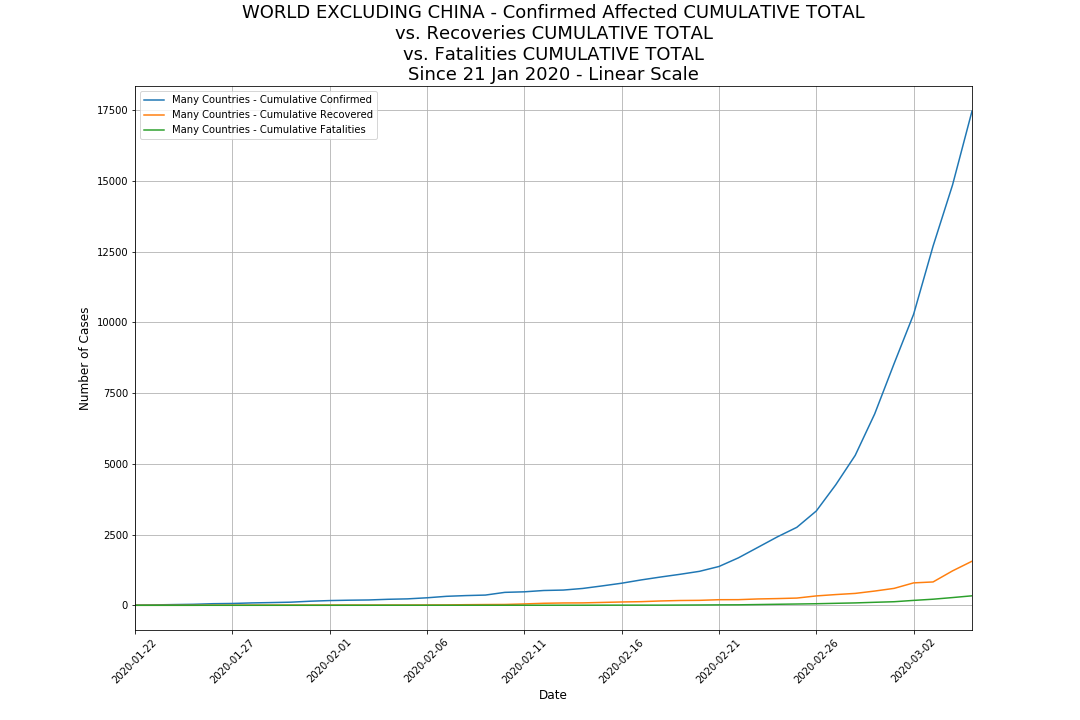 WORLD EXCLUDING CHINA - Confirmed Affected CUMULATIVE TOTAL
vs. Recoveries CUMULATIVE TOTAL
vs. Fatalities CUMULATIVE TOTAL
Since 21 Jan 2020 - Linear Scale
Many Countries - Cumulative Confirmed
Many Countries - Cumulative Recovered
Many Countries - Cumulative Fatalities
Number of Cases
17500
15000
12500
10000
7500
5000
2500
0
2020-01-22
2020-01-27
2020-02-01
2020-02-06
2020-02-11
2020-02-16
2020-02-21
2020-02-26
2020-03-02
Date